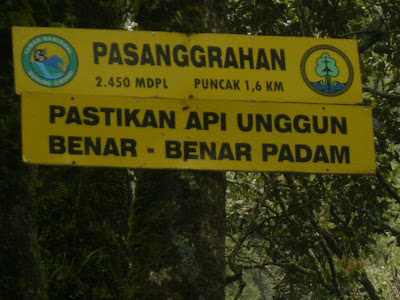 PASANGGRAHAN
2.450 MDPL PUNCAK 1,6 KM
PASTIKAN API UNGGUN
BENAR - BENAR PADAM